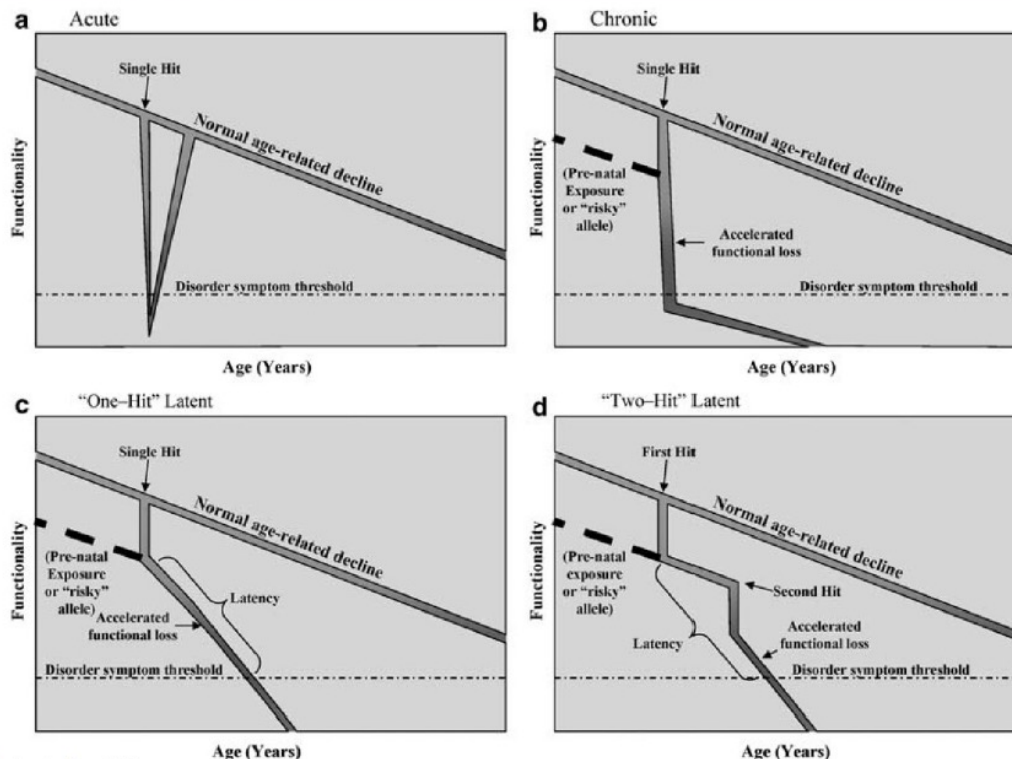 a Acute
Single Hit
Normal age-related
decline
Functionality
Disorder symptom threshold
Age (Years)
b Chronic
Single Hit
Normal age-related
decline
(Pre-natal
Exposure
or “risky”
allele)
Functionality
Accelerated
functional loss
Disorder symptom threshold
Age (Years)
c “One–Hit” Latent
Single Hit
Normal age-related
decline
Functionality
(Pre-natal
Exposure
or “risky”
allele)
Latency
Accelerated
functional loss
Disorder symptom threshold
Age (Years)
d “Two–Hit” Latent
First Hit
Normal age-related
decline
Functionality
(Pre-natal
exposure
or “risky”
allele)
Second Hit
Latency
Accelerated
functional loss
Disorder symptom threshold
Age (Years)